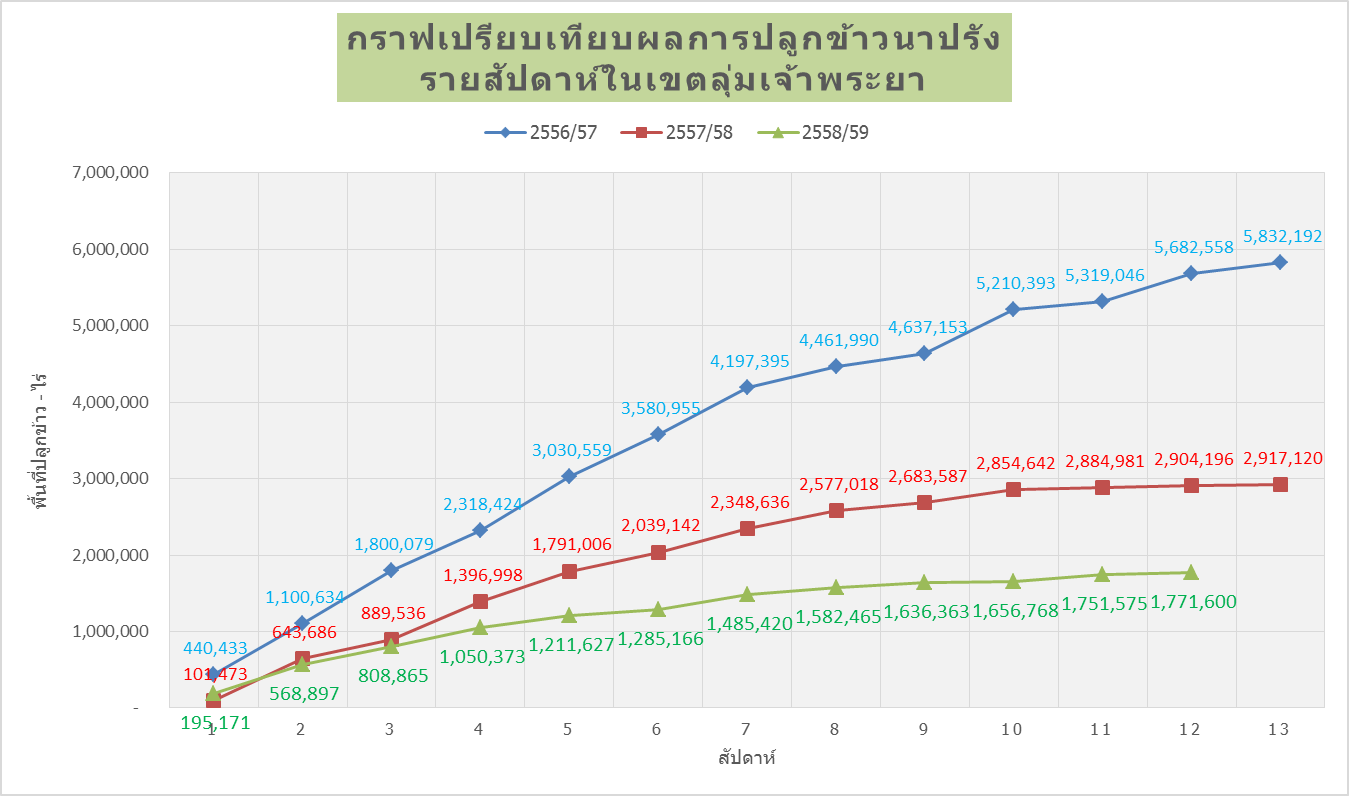 กราฟเปรียบเทียบผลการปลูกข้าวนาปรัง
รายสัปดาห์ในเขตลุ่มเจ้าพระยา
2556/57 2557/58 2558/59
7,000,000
6,000,000
5,000,000
4,000,000
3,000,000
2,000,000
1,000,000
-
พื้นที่ปลูกข้าว - ไร่
440,433 1,100,634 1,800,079 2,318,424 3,030,559 3,580,955 4,197,395 4,461,990 4,637,153 5,210,393 5,319,046 5,682,558 5,832,192
101,473 643,686 889,536 1,396,998 1,791,006 2,039,142 2,348,636 2,577,018 2,683,587 2,854,642 2,884,981 2,904,196 2,917,120
195,171 568,897 808,865 1,050,373 1,211,627 1,285,166 1,485,420 1,582,465 1,636,363 1,656,768 1,751,575 1,771,600
1 2 3 4 5 6 7 8 9 10 11 12 13
สัปดาห์